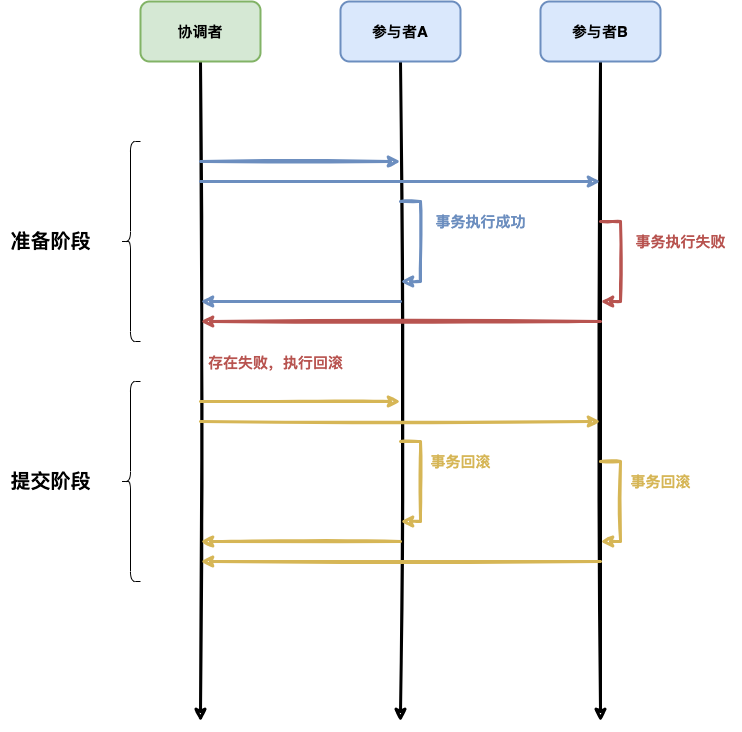 协调者
参与者A
参与者B
事务执行成功
事务执行失败
准备阶段
存在失败，执行回滚
事务回滚
事务回滚
提交阶段